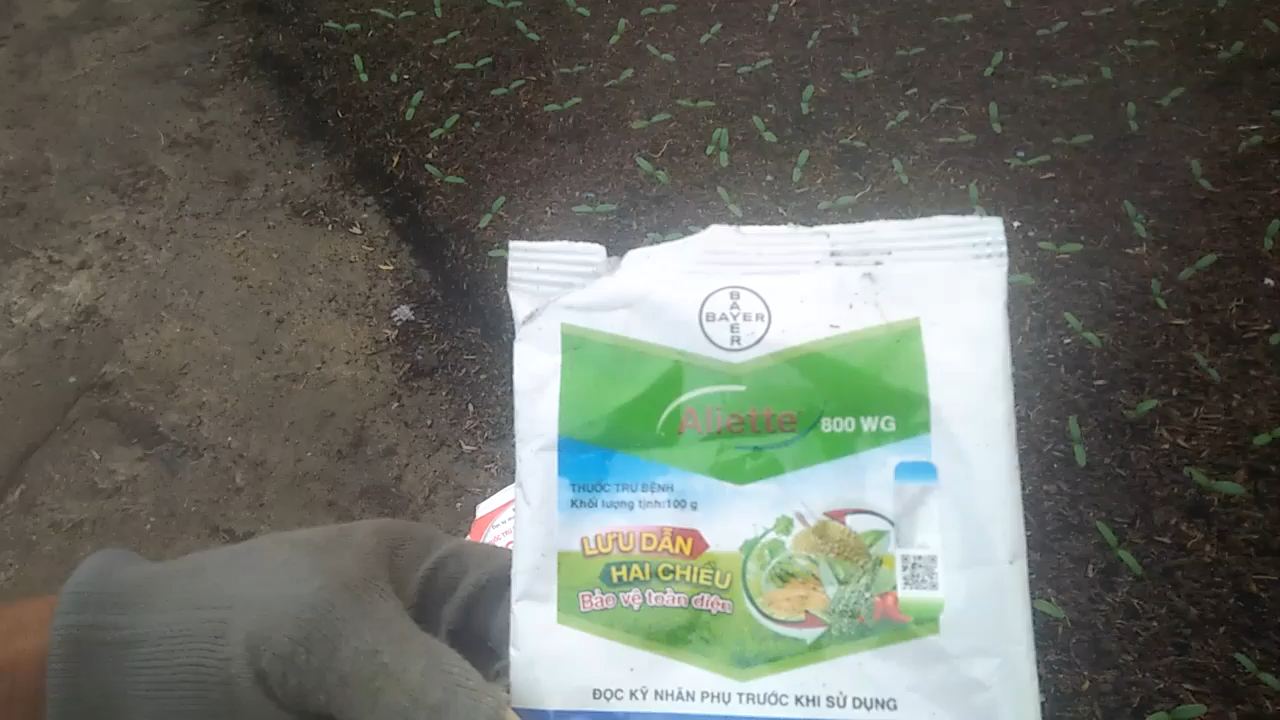 BAYER
BAYER
Aliette 800 WG
THUỐC TRỪ BỆNH
Khối lượng tịnh:100 g
LƯU DẪN
HAI CHIỀU
Bảo vệ toàn diện
ĐỌC KỸ NHÃN PHỤ TRƯỚC KHI SỬ DỤNG